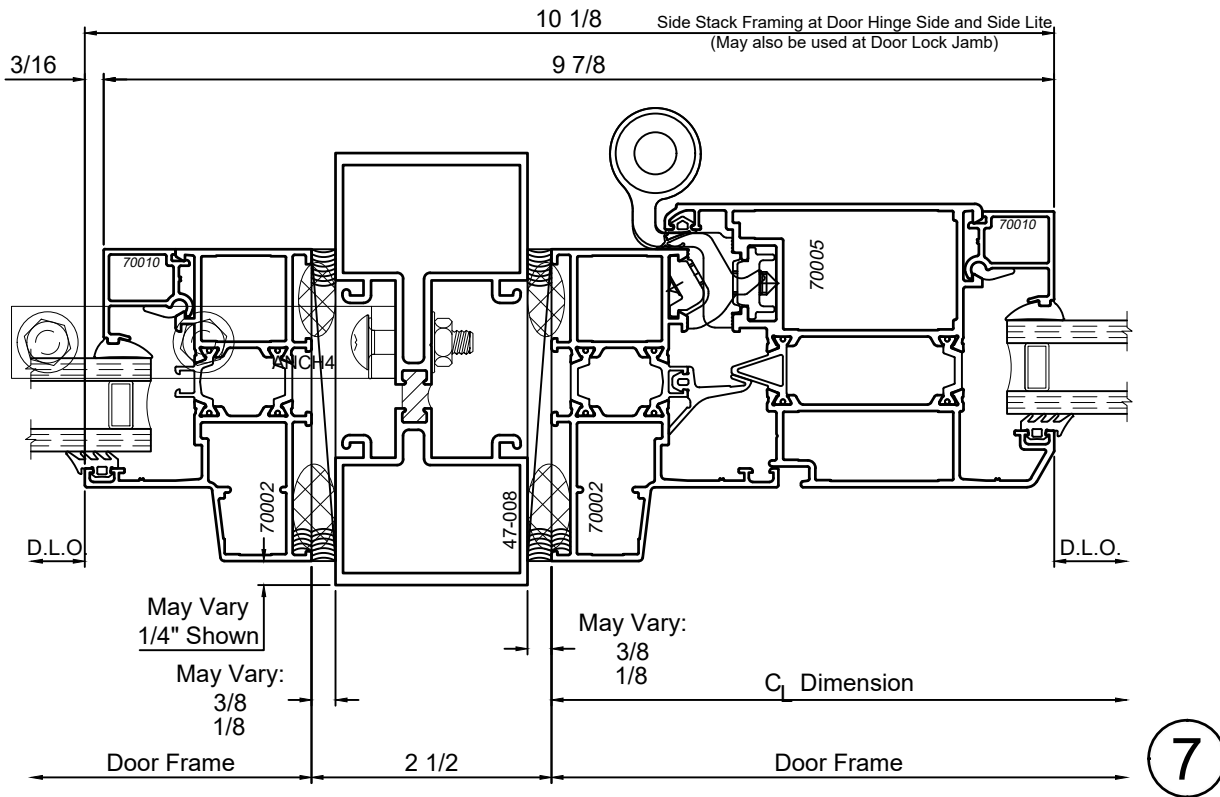 10 1/8
Side Stack Framing at Door Hinge Side and Side Lite
(May also be used at Door Lock Jamb)
3/16
9 7/8
70010
70005
70010
ANCH4
70002
47-008
70002
D.L.O.
D.L.O.
May Vary
1/4" Shown
May Vary:
3/8
1/8
May Vary:
3/8
1/8
CL Dimension
Door Frame
2 1/2
Door Frame
7